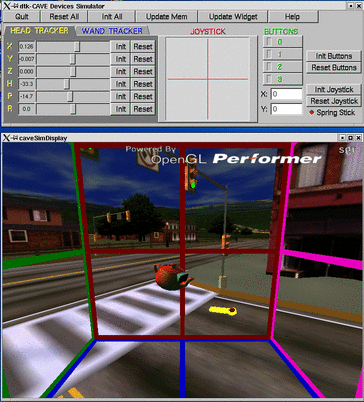 X -¤ dtk-CAVE Devices Simulator
Quit Reset All Init All Update Mem Update Widget Help
HEAD TRACKER WAND TRACKER JOYSTICK BUTTONS
X 0.126 Init Reset 0
Y -0.007 Init Reset 1
Z 0.000 Init Reset 2
H -33.3 Init Reset 3
P -14.7 Init Reset X: 0
R 0.0 Init Reset Y: 0
Init Buttons
Reset Buttons
Init Joystick
Reset Joystick
Spring Stick
X -¤ caveSimDisplay
Powered By
OpenGL Performer